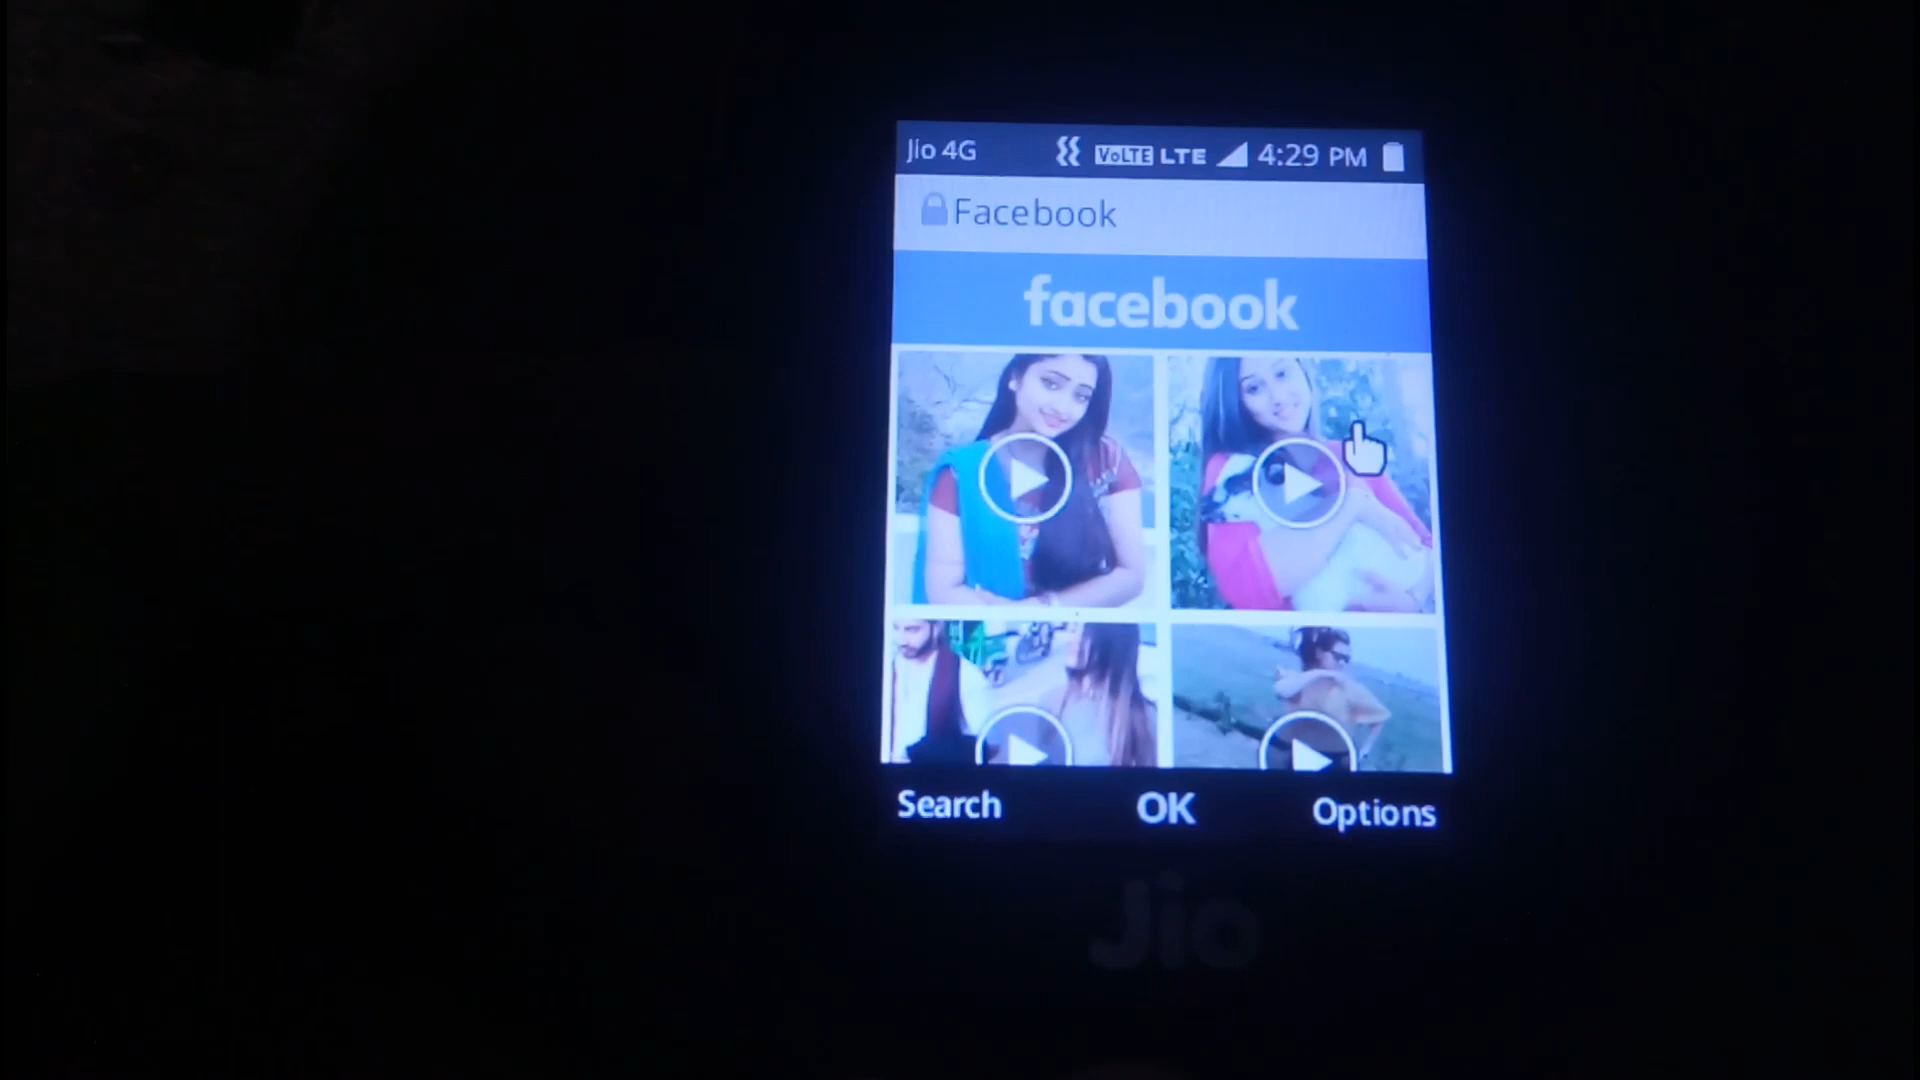 Jio 4G VoLTE LTE 4:29 PM
Facebook
facebook
Search OK Options
Jio